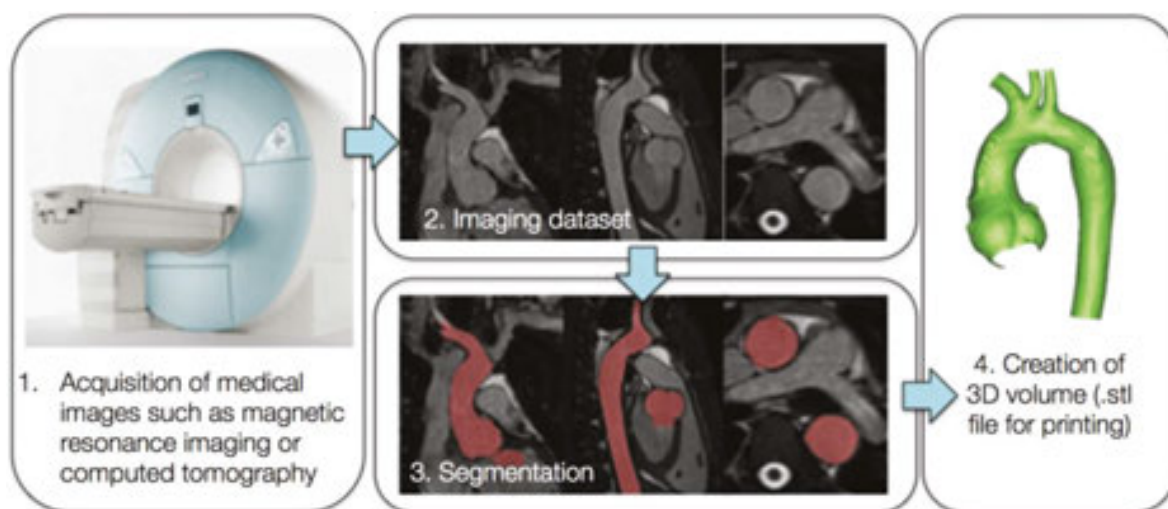 1. Acquisition of medical
images such as magnetic
resonance imaging or
computed tomography
2. Imaging dataset
3. Segmentation
4. Creation of
3D volume (.stl
file for printing)